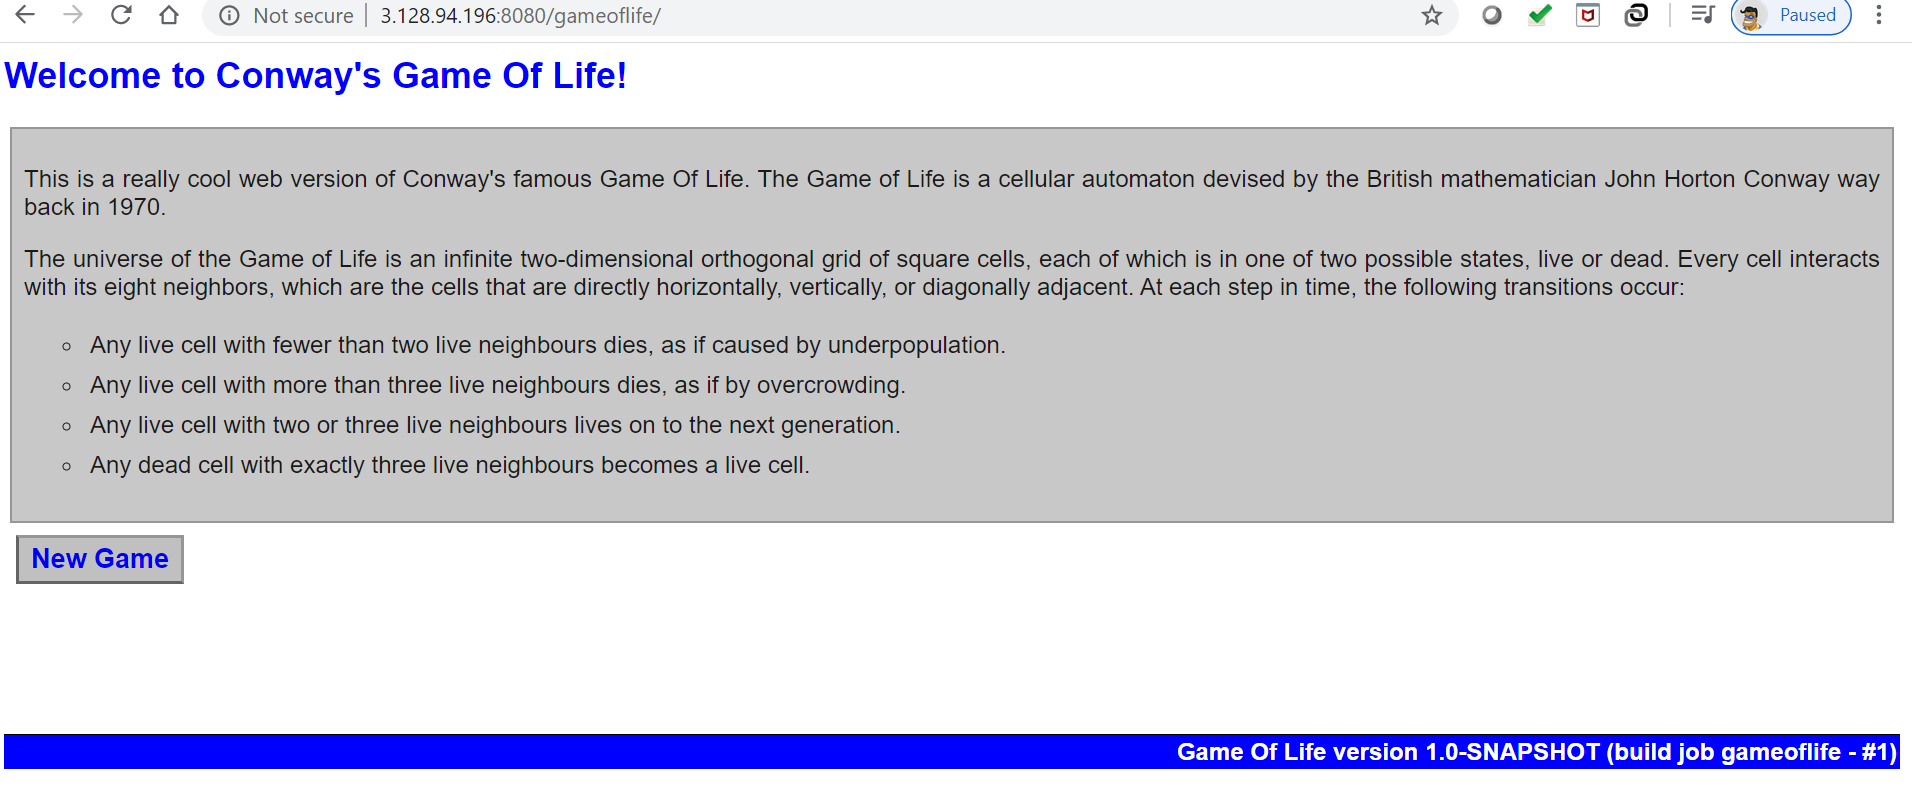 Not secure | 3.128.94.196:8080/gameoflife/
Paused
Welcome to Conway's Game Of Life!
This is a really cool web version of Conway's famous Game Of Life. The Game of Life is a cellular automaton devised by the British mathematician John Horton Conway way
back in 1970.
The universe of the Game of Life is an infinite two-dimensional orthogonal grid of square cells, each of which is in one of two possible states, live or dead. Every cell interacts
with its eight neighbors, which are the cells that are directly horizontally, vertically, or diagonally adjacent. At each step in time, the following transitions occur:
Any live cell with fewer than two live neighbours dies, as if caused by underpopulation.
Any live cell with more than three live neighbours dies, as if by overcrowding.
Any live cell with two or three live neighbours lives on to the next generation.
Any dead cell with exactly three live neighbours becomes a live cell.
New Game
Game Of Life version 1.0-SNAPSHOT (build job gameoflife - #1)